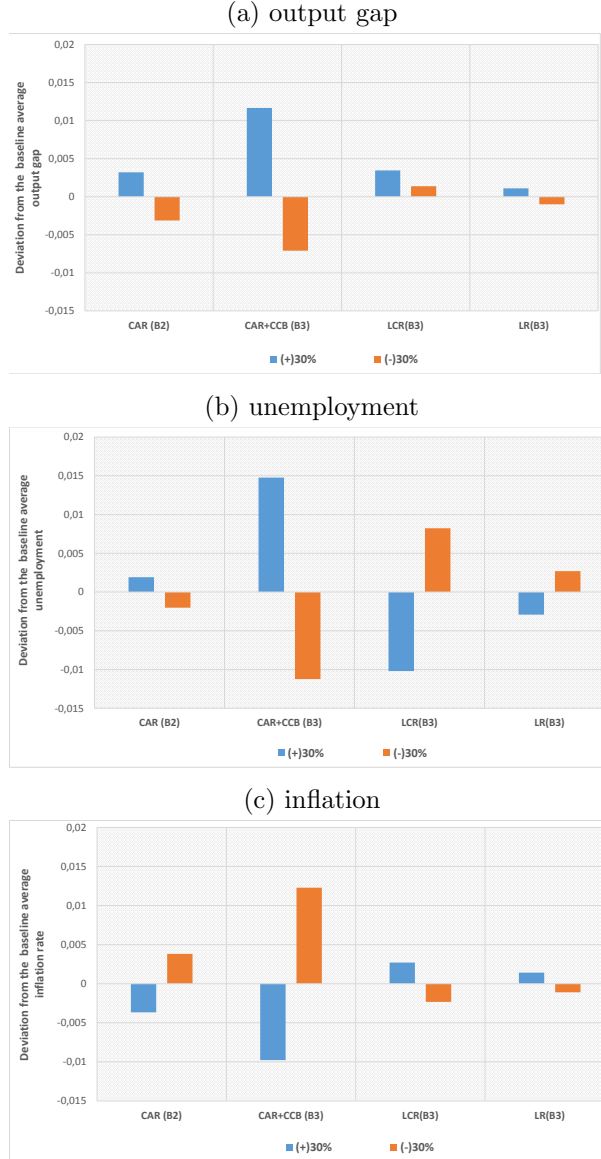 (a) output gap
Deviation from the baseline average
output gap
0,02
0,015
0,01
0,005
0
-0,005
-0,01
-0,015
CAR (B2) CAR+CCB (B3) LCR(B3) LR(B3)
(+)30% (-)30%
(b) unemployment
Deviation from the baseline average
unemployment
0,02
0,015
0,01
0,005
0
-0,005
-0,01
-0,015
CAR (B2) CAR+CCB (B3) LCR(B3) LR(B3)
(+)30% (-)30%
(c) inflation
Deviation from the baseline average
inflation rate
0,02
0,015
0,01
0,005
0
-0,005
-0,01
-0,015
CAR (B2) CAR+CCB (B3) LCR(B3) LR(B3)
(+)30% (-)30%